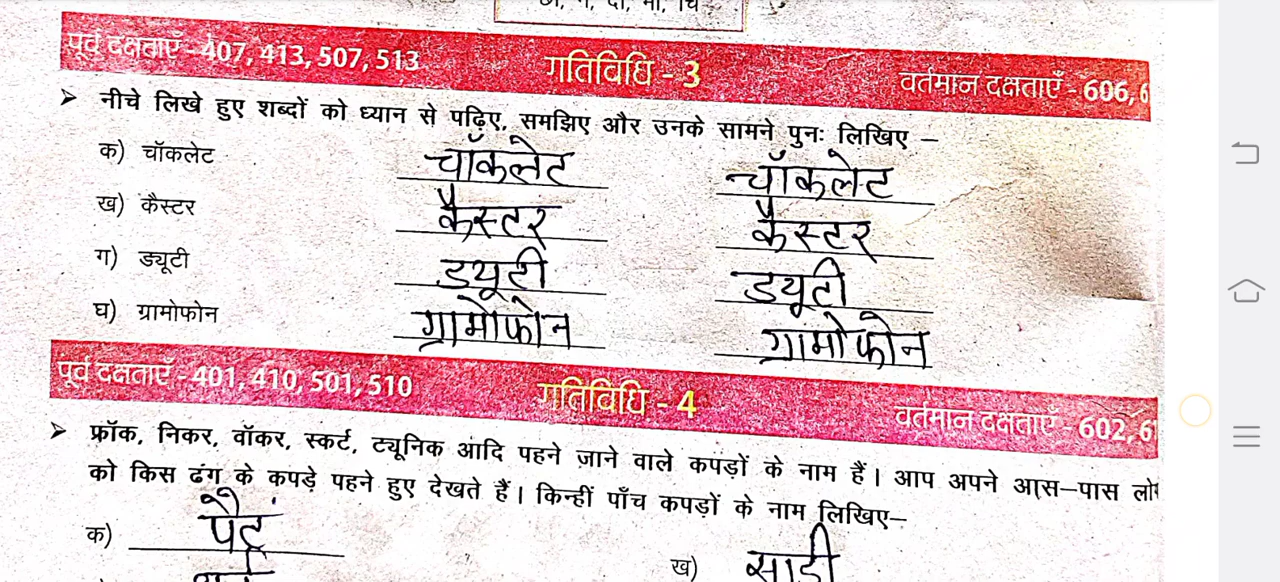 पूर्व दक्षताएँ - 407, 413, 507, 513 गतिविधि - 3 वर्तमान दक्षताएँ - 606,
➤ नीचे लिखे हुए शब्दों को ध्यान से पढ़िए, समझिए और उनके सामने पुनः लिखिए –
क) चॉकलेट चॉकलेट चॉकलेट
ख) कैस्टर कैस्टर कैस्टर
ग) ड्यूटी ड्यूटी ड्यूटी
घ) ग्रामोफोन ग्रामोफोन ग्रामोफोन
पूर्व दक्षताएँ - 401, 410, 501, 510 गतिविधि - 4 वर्तमान दक्षताएँ - 602,
➤ फ्रॉक, निकर, वॉकर, स्कर्ट, ट्यूनिक आदि पहने जाने वाले कपड़ों के नाम हैं। आप अपने आस–पास
को किस ढंग के कपड़े पहने हुए देखते हैं। किन्हीं पाँच कपड़ों के नाम लिखिए–
क) ख) साडी